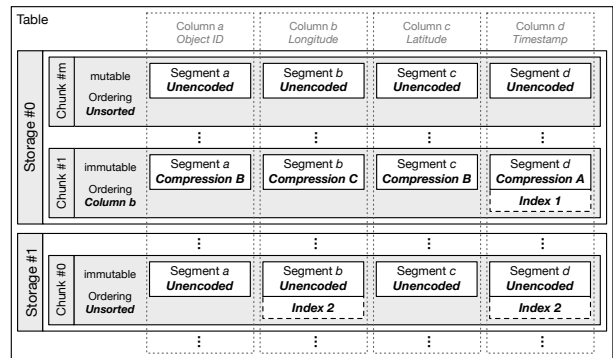 Table
Column a Column b Column c Column d
Object ID Longitude Latitude Timestamp
Storage #0
Chunk #m
mutable
Ordering
Unsorted
Segment a Segment b Segment c Segment d
Unencoded Unencoded Unencoded Unencoded
Chunk #1
immutable
Ordering
Column b
Segment a Segment b Segment c Segment d
Compression B Compression C Compression B Compression A
Index 1
Storage #1
Chunk #0
immutable
Ordering
Unsorted
Segment a Segment b Segment c Segment d
Unencoded Unencoded Unencoded Unencoded
Index 2 Index 2